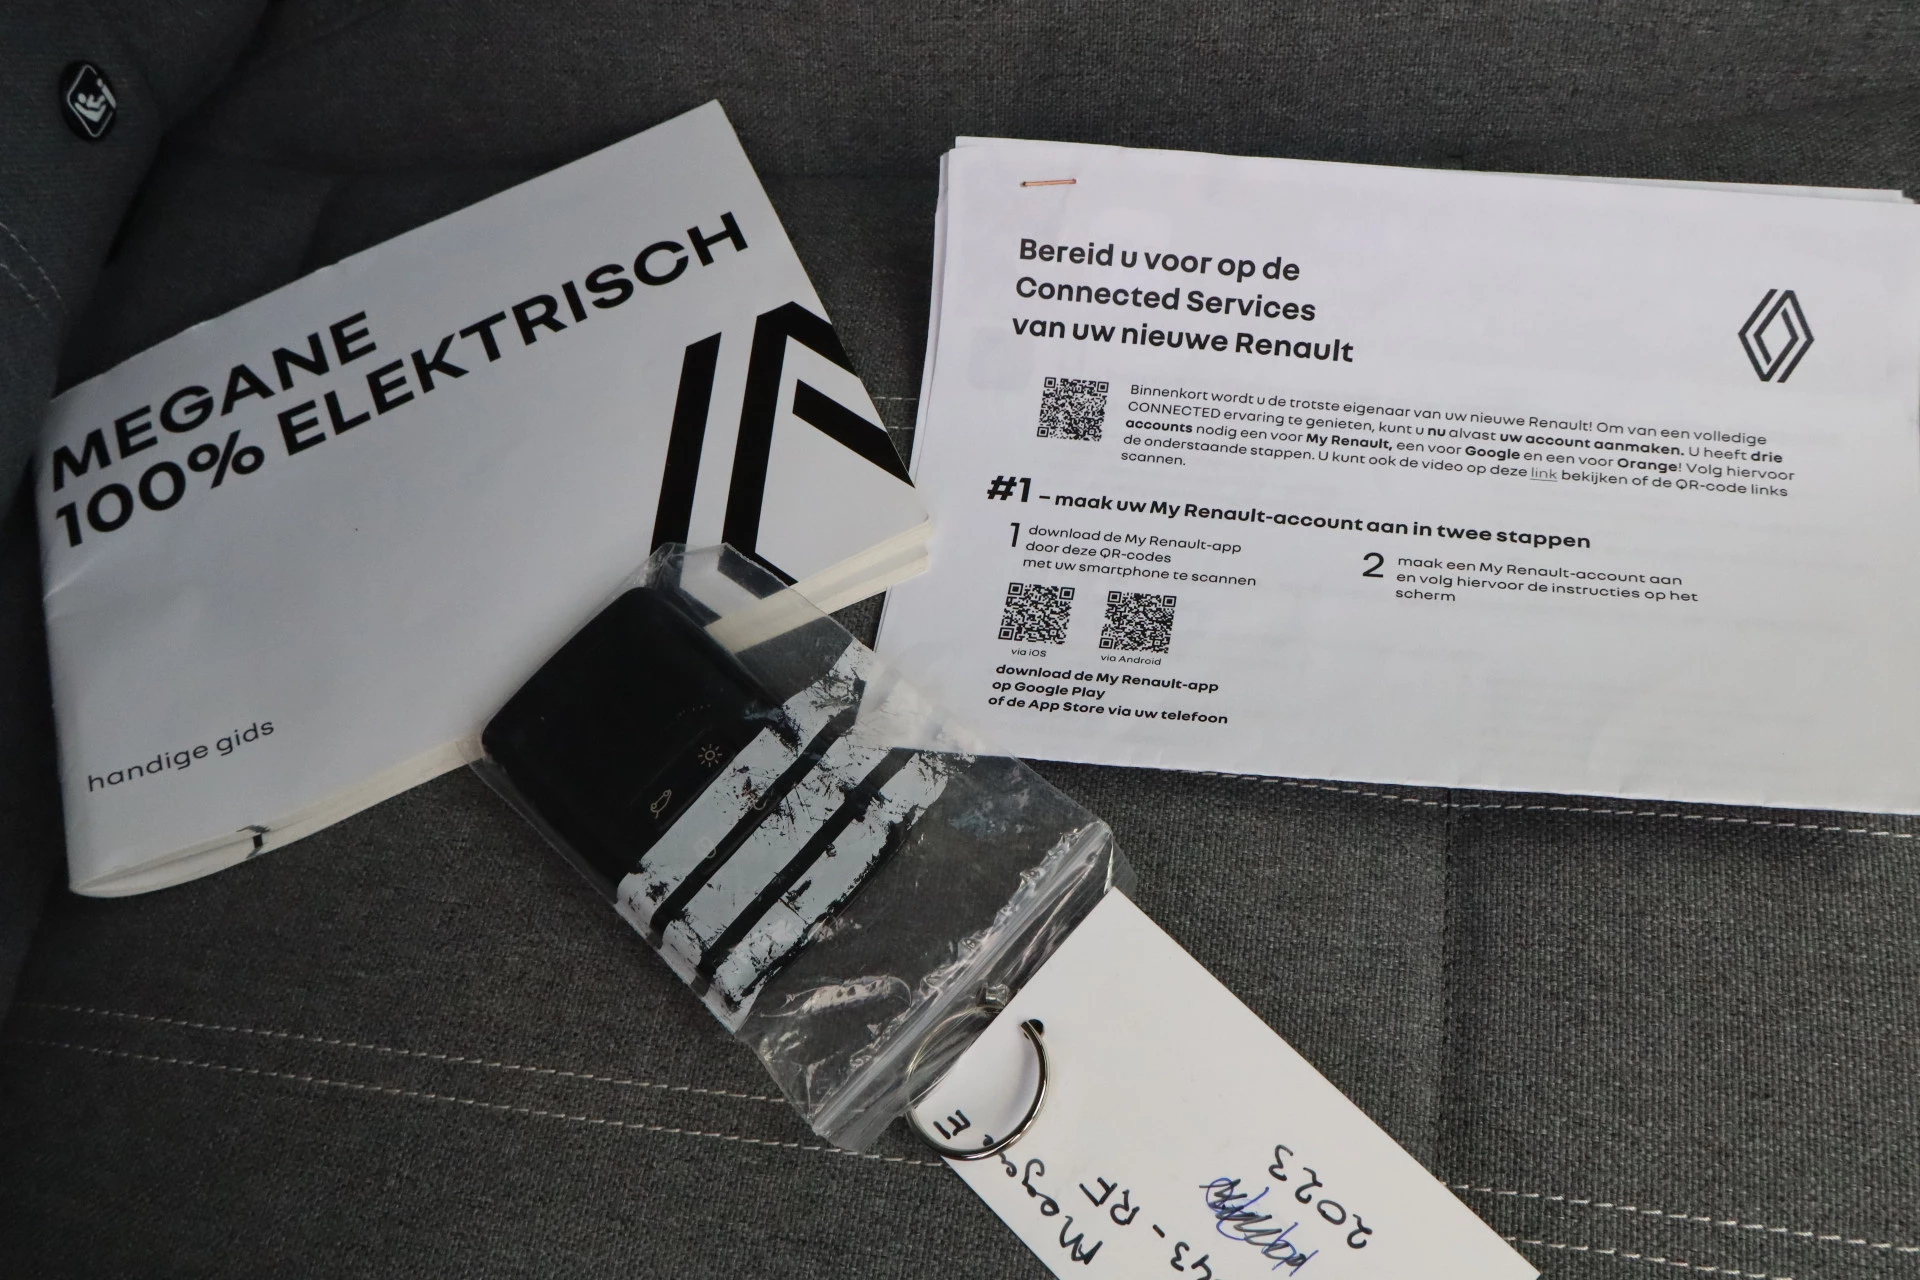 MEGANE
100% ELEKTRISCH
handige gids
Bereid u voor op de
Connected Services
van uw nieuwe Renault
Binnenkort wordt u de trotste eigenaar van uw nieuwe Renault! Om van een volledige
CONNECTED ervaring te genieten, kunt u nu alvast uw account aanmaken. U heeft drie
accounts nodig een voor My Renault, een voor Google en een voor Orange! Volg hiervoor
de onderstaande stappen. U kunt ook de video op deze link bekijken of de QR-code links
scannen.
#1 – maak uw My Renault-account aan in twee stappen
1 download de My Renault-app
door deze QR-codes
met uw smartphone te scannen
2 maak een My Renault-account aan
en volg hiervoor de instructies op het
scherm
via iOS
via Android
download de My Renault-app
op Google Play
of de App Store via uw telefoon
43-RF
2023